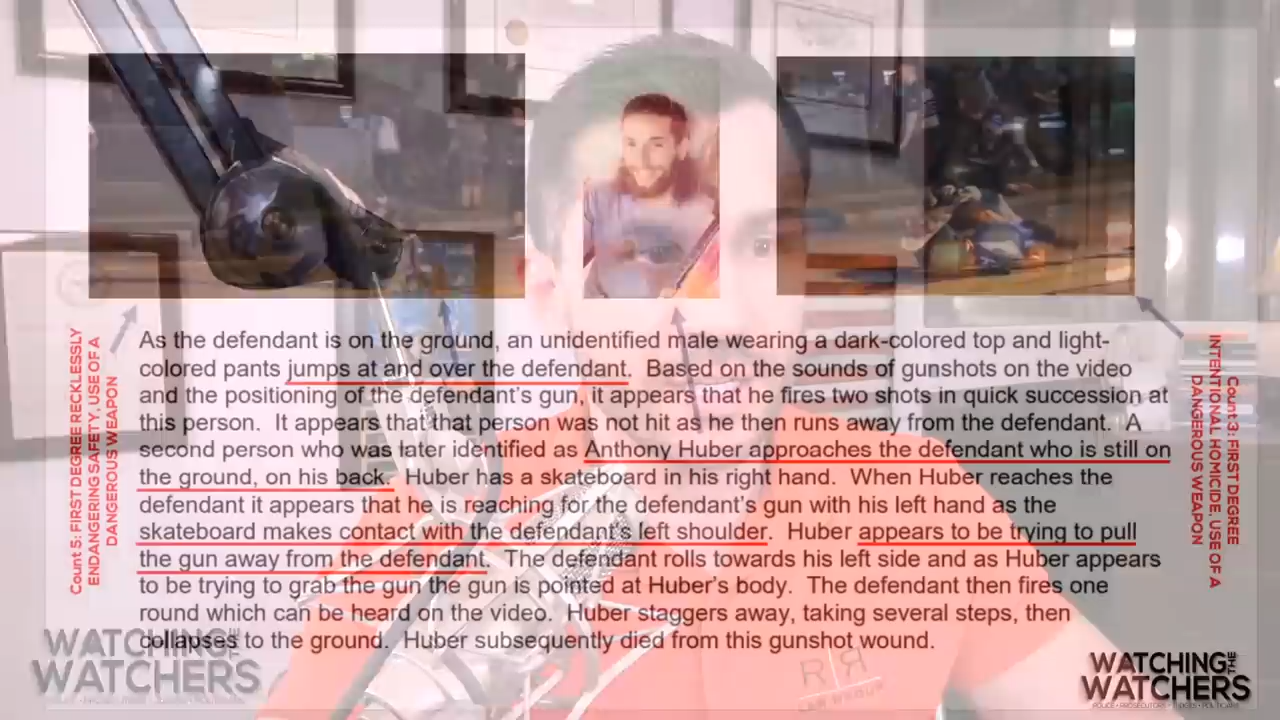 As the defendant is on the ground, an unidentified male wearing a dark-colored top and light-
colored pants jumps at and over the defendant. Based on the sounds of gunshots on the video
and the positioning of the defendant's gun, it appears that he fires two shots in quick succession at
this person. It appears that that person was not hit as he then runs away from the defendant. A
second person who was later identified as Anthony Huber approaches the defendant who is still on
the ground, on his back. Huber has a skateboard in his right hand. When Huber reaches the
defendant it appears that he is reaching for the defendant's gun with his left hand as the
skateboard makes contact with the defendant's left shoulder. Huber appears to be trying to pull
the gun away from the defendant. The defendant rolls towards his left side and as Huber appears
to be trying to grab the gun the gun is pointed at Huber's body. The defendant then fires one
round which can be heard on the video. Huber staggers away, taking several steps, then
collapses to the ground. Huber subsequently died from this gunshot wound.
Count 5: FIRST DEGREE RECKLESSLY
ENDANGERING SAFETY, USE OF A
DANGEROUS WEAPON
Count 3: FIRST DEGREE
INTENTIONAL HOMICIDE, USE OF A
DANGEROUS WEAPON
WATCHING THE
WATCHERS
R R
LAW GROUP
WATCHING THE
WATCHERS
POLICE • PROSECUTORS • JUDGES • POLITICIANS